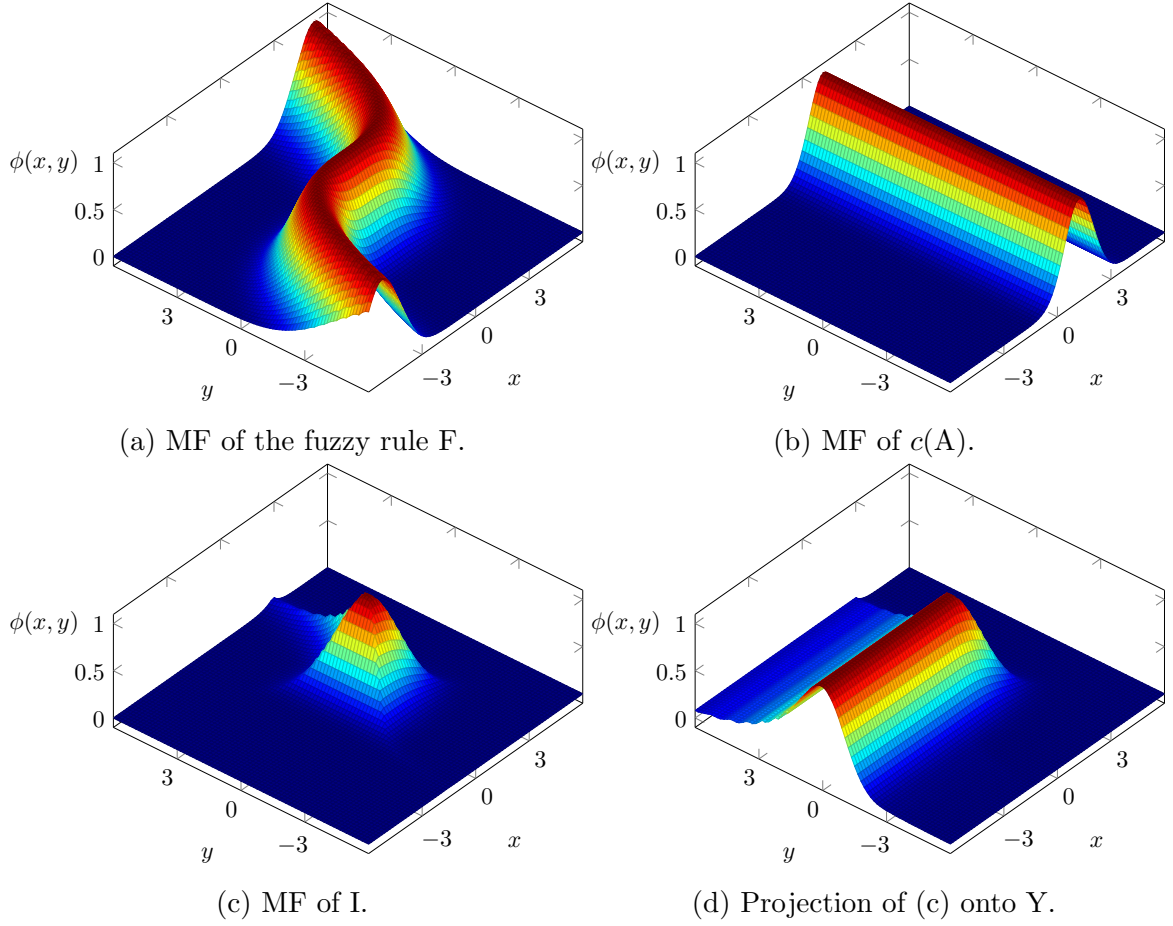 ϕ(x, y)
1
0.5
0
3
0
−3
y
−3
0
3
x
(a) MF of the fuzzy rule F.
ϕ(x, y)
1
0.5
0
3
0
−3
y
−3
0
3
x
(b) MF of c(A).
ϕ(x, y)
1
0.5
0
3
0
−3
y
−3
0
3
x
(c) MF of I.
ϕ(x, y)
1
0.5
0
3
0
−3
y
−3
0
3
x
(d) Projection of (c) onto Y.